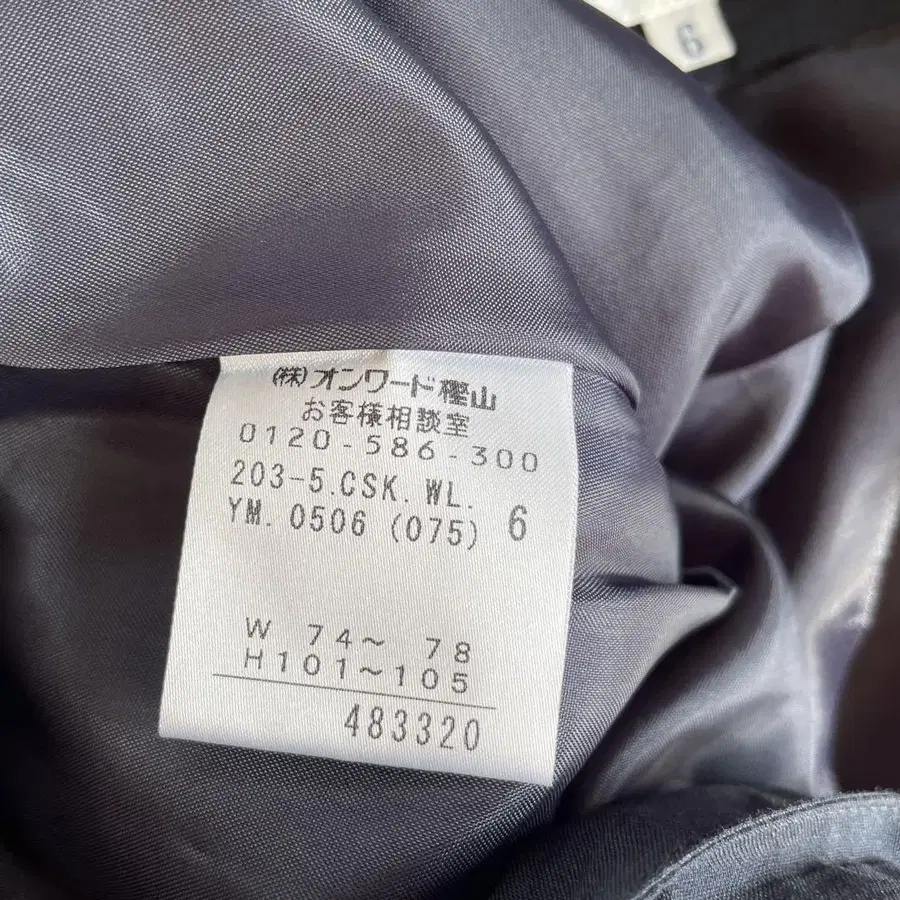 6
(株)オンワード樫山
お客様相談室
0120-586-300
203-5.CSK.WL.
YM. 0506 (075) 6
W 74~ 78
H101~105
483320